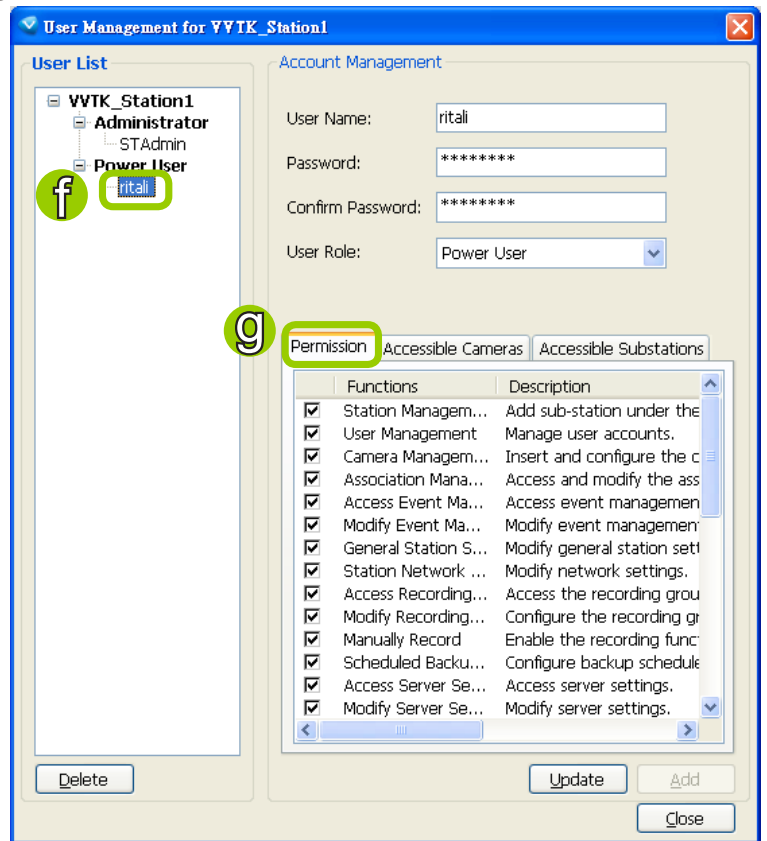 User Management for VVTK_Station1
User List
VVTK_Station1
Administrator
STAdmin
Power User
f
ritali
Account Management
User Name: ritali
Password: ********
Confirm Password: ********
User Role: Power User
g
Permission Accessible Cameras Accessible Substations
Functions Description
Station Managem... Add sub-station under the
User Management Manage user accounts.
Camera Managem... Insert and configure the c
Association Mana... Access and modify the ass
Access Event Ma... Access event managemen
Modify Event Ma... Modify event management
General Station S... Modify general station sett
Station Network ... Modify network settings.
Access Recording... Access the recording grou
Modify Recording... Configure the recording gr
Manually Record Enable the recording func
Scheduled Backu... Configure backup schedule
Access Server Se... Access server settings.
Modify Server Se... Modify server settings.
Delete Update Add
Close